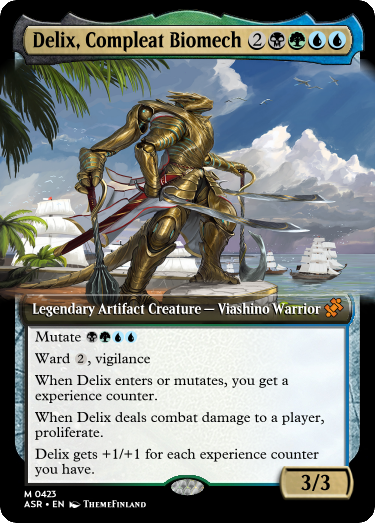 Delix, Compleat Biomech 2
Legendary Artifact Creature — Viashino Warrior
Mutate
Ward 2, vigilance
When Delix enters or mutates, you get a
experience counter.
When Delix deals combat damage to a player,
proliferate.
Delix gets +1/+1 for each experience counter
you have.
3/3
M 0423
ASR • EN ThemeFinland